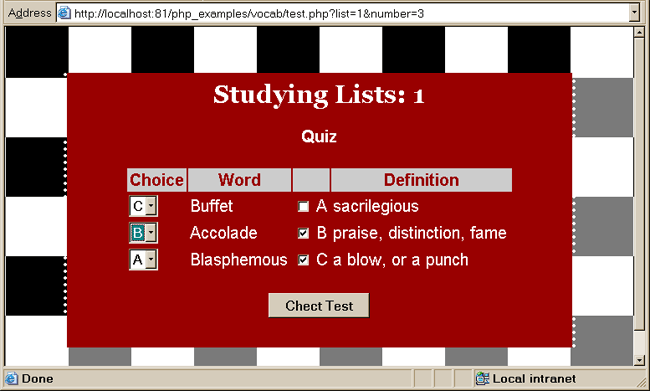 Address http://localhost:81/php_examples/vocab/test.php?list=1&number=3
Studying Lists: 1
Quiz
Choice Word Definition
C Buffet A sacrilegious
B Accolade B praise, distinction, fame
A Blasphemous C a blow, or a punch
Chect Test
Done Local intranet